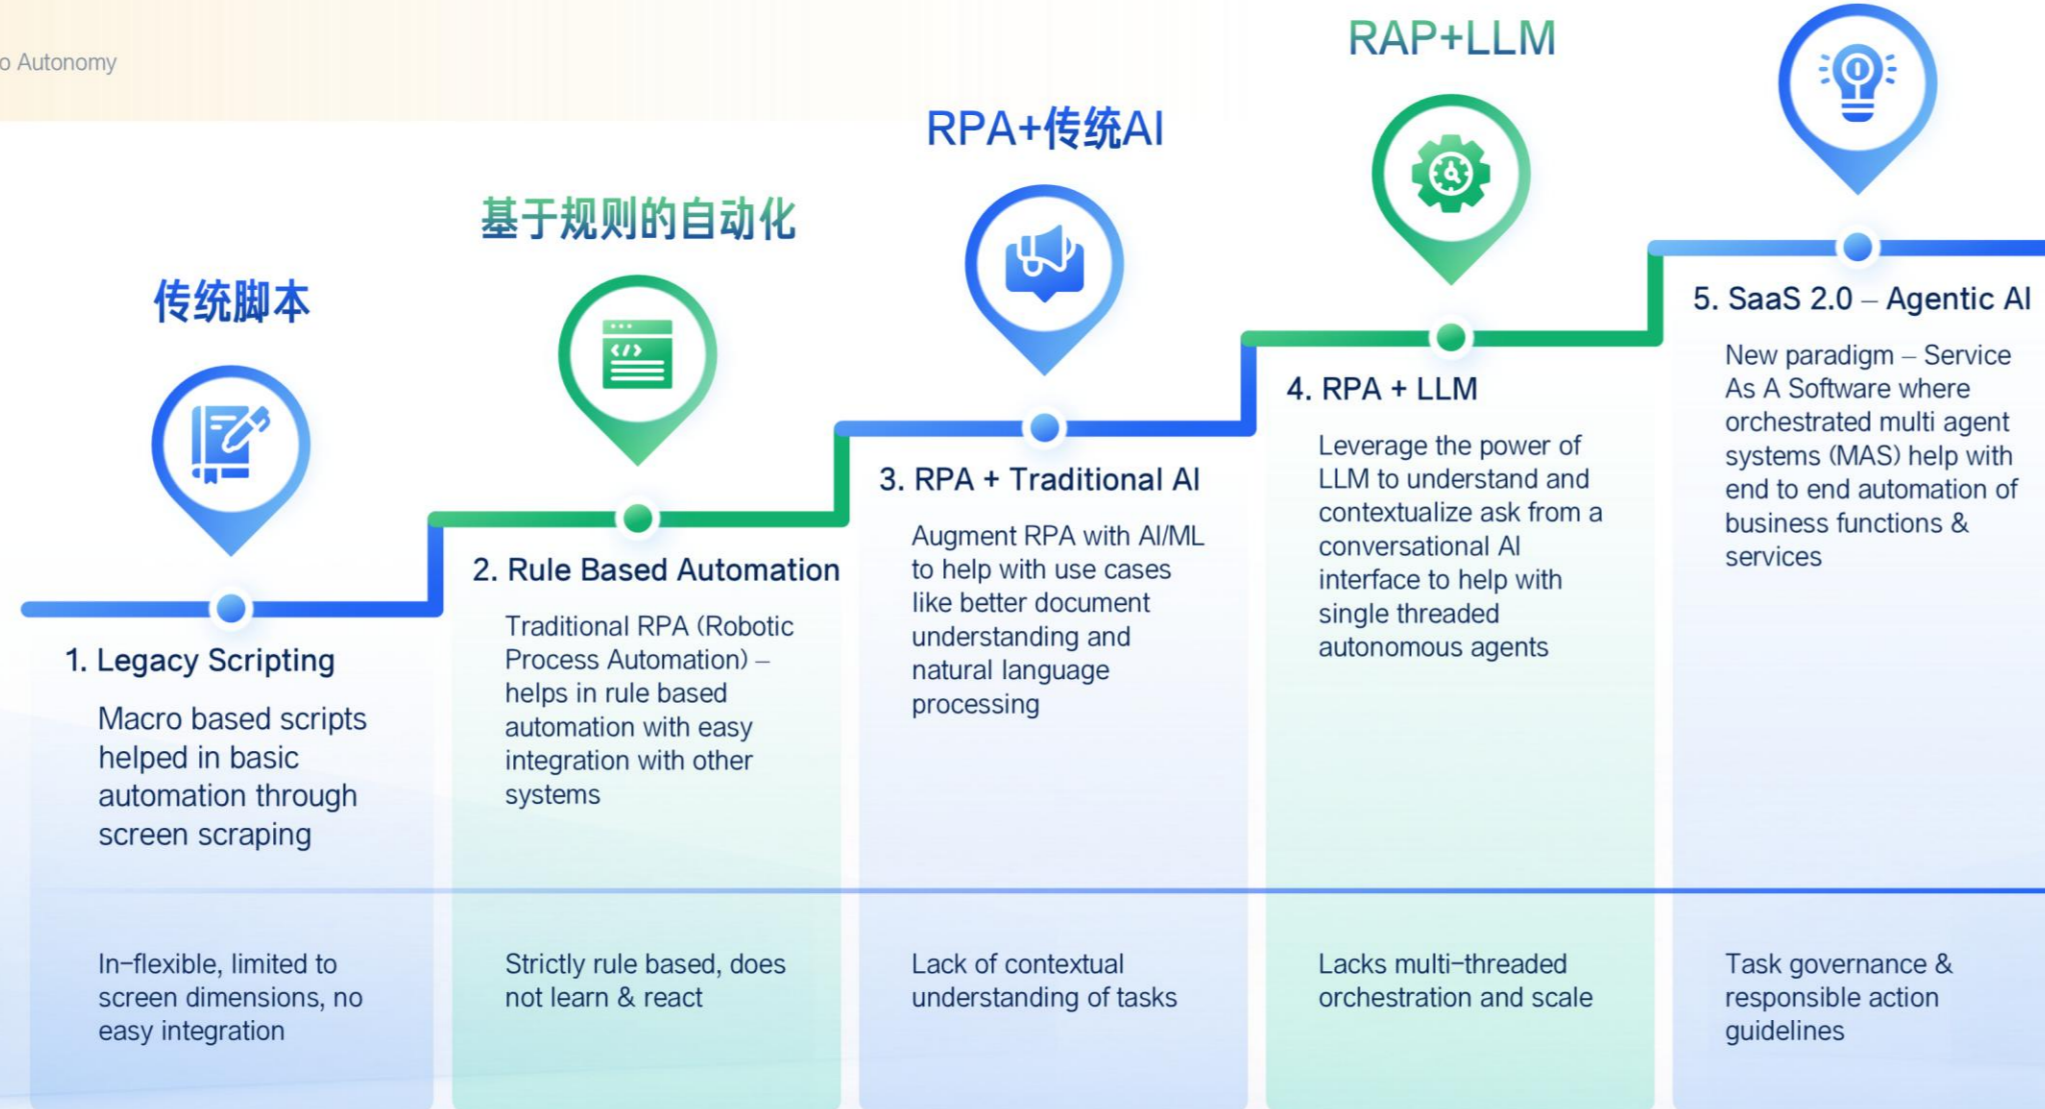 o Autonomy
传统脚本
1. Legacy Scripting
Macro based scripts
helped in basic
automation through
screen scraping
In-flexible, limited to
screen dimensions, no
easy integration
基于规则的自动化
2. Rule Based Automation
Traditional RPA (Robotic
Process Automation) –
helps in rule based
automation with easy
integration with other
systems
Strictly rule based, does
not learn & react
RPA+传统AI
3. RPA + Traditional AI
Augment RPA with AI/ML
to help with use cases
like better document
understanding and
natural language
processing
Lack of contextual
understanding of tasks
RAP+LLM
4. RPA + LLM
Leverage the power of
LLM to understand and
contextualize ask from a
conversational AI
interface to help with
single threaded
autonomous agents
Lacks multi-threaded
orchestration and scale
5. SaaS 2.0 – Agentic AI
New paradigm – Service
As A Software where
orchestrated multi agent
systems (MAS) help with
end to end automation of
business functions &
services
Task governance &
responsible action
guidelines